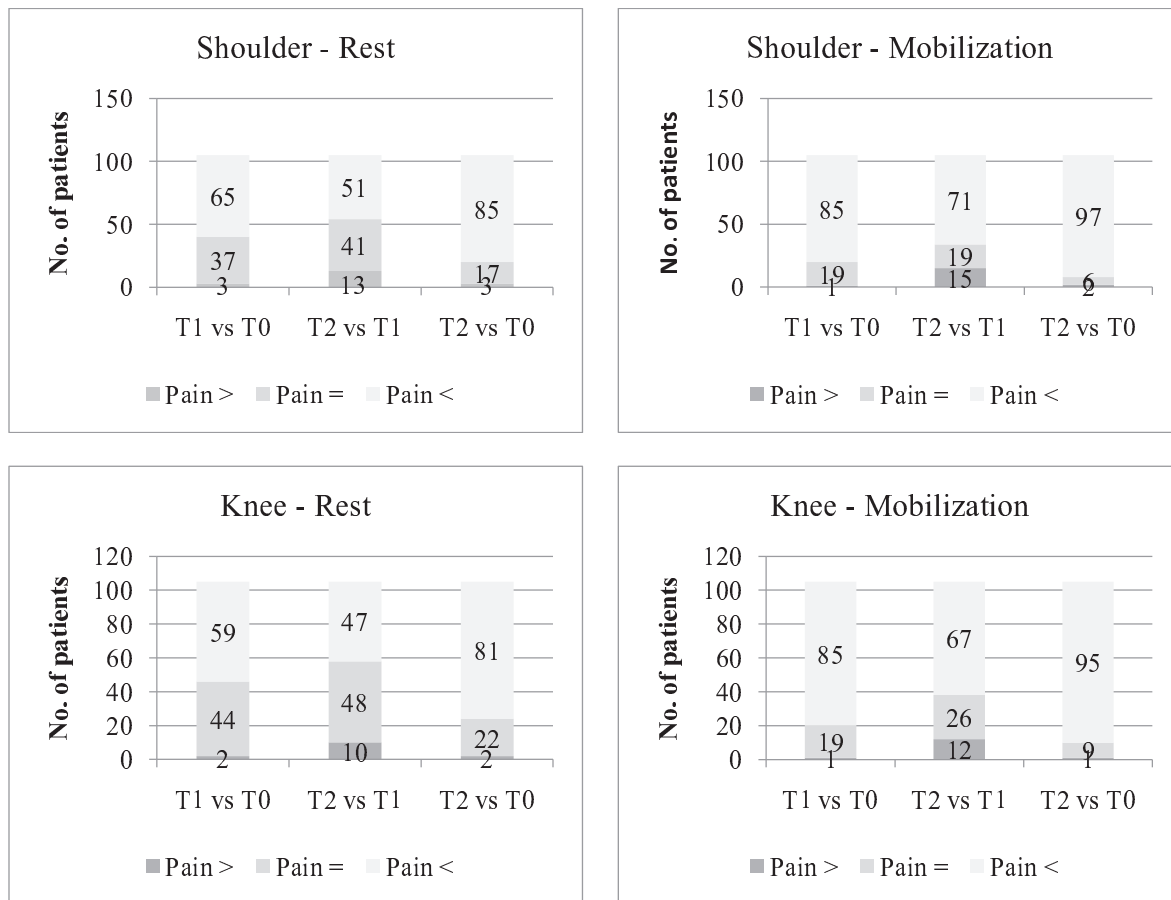 Shoulder - Rest
No. of patients
150
100
50
0
65
51
85
37
41
17
3
13
3
T1 vs T0
T2 vs T1
T2 vs T0
Pain >
Pain =
Pain <
Shoulder - Mobilization
No. of patients
150
100
50
0
85
71
97
19
19
6
1
15
2
T1 vs T0
T2 vs T1
T2 vs T0
Pain >
Pain =
Pain <
Knee - Rest
No. of patients
120
100
80
60
40
20
0
59
47
81
44
48
22
2
10
2
T1 vs T0
T2 vs T1
T2 vs T0
Pain >
Pain =
Pain <
Knee - Mobilization
No. of patients
120
100
80
60
40
20
0
85
67
95
19
26
9
1
12
1
T1 vs T0
T2 vs T1
T2 vs T0
Pain >
Pain =
Pain <